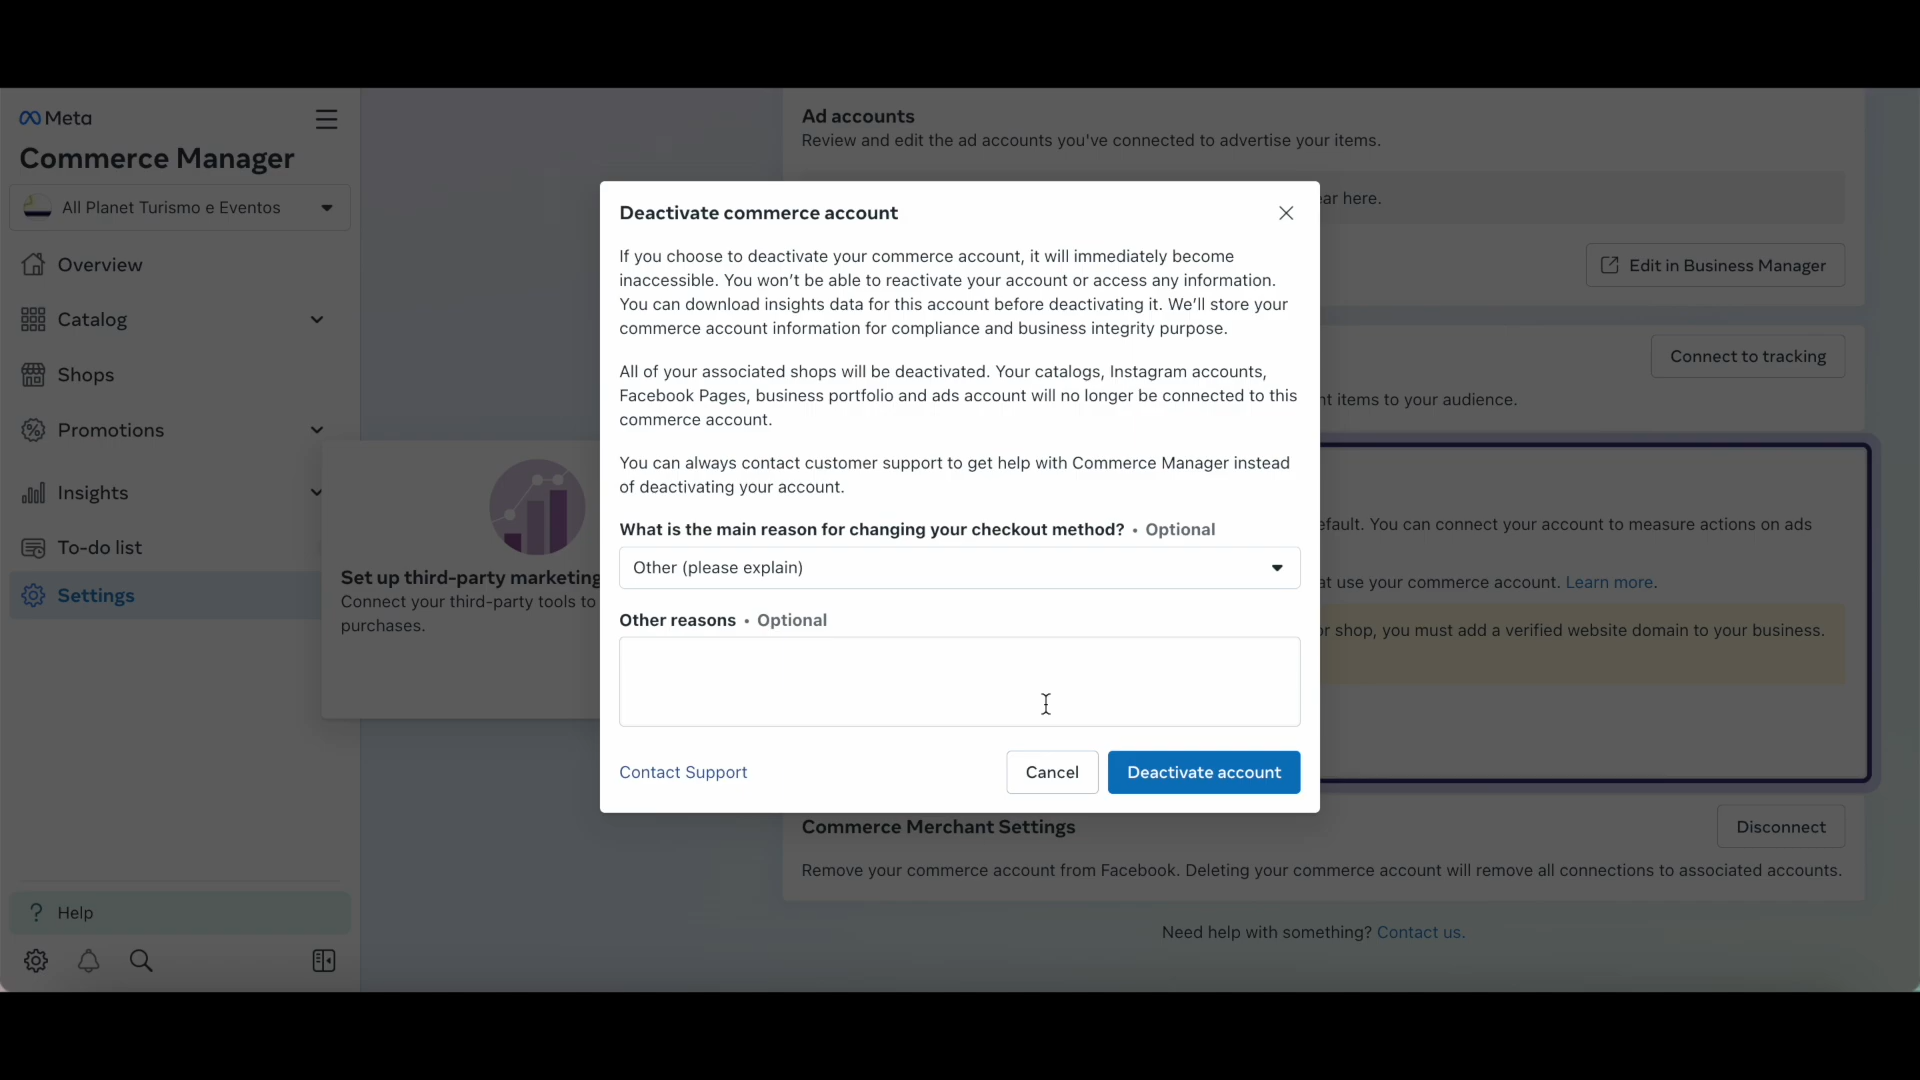 Meta
Commerce Manager
All Planet Turismo e Eventos
Overview
Catalog
Shops
Promotions
Insights
To-do list
Settings
Help
Set up third-party marketing
Connect your third-party tools to
purchases.
Ad accounts
Review and edit the ad accounts you've connected to advertise your items.
here.
Edit in Business Manager
Connect to tracking
items to your audience.
You can connect your account to measure actions on ads
use your commerce account. Learn more.
shop, you must add a verified website domain to your business.
Deactivate commerce account
If you choose to deactivate your commerce account, it will immediately become
inaccessible. You won't be able to reactivate your account or access any information.
You can download insights data for this account before deactivating it. We'll store your
commerce account information for compliance and business integrity purpose.
All of your associated shops will be deactivated. Your catalogs, Instagram accounts,
Facebook Pages, business portfolio and ads account will no longer be connected to this
commerce account.
You can always contact customer support to get help with Commerce Manager instead
of deactivating your account.
What is the main reason for changing your checkout method? • Optional
Other (please explain)
Other reasons • Optional
Contact Support
Cancel
Deactivate account
Commerce Merchant Settings
Disconnect
Remove your commerce account from Facebook. Deleting your commerce account will remove all connections to associated accounts.
Need help with something? Contact us.